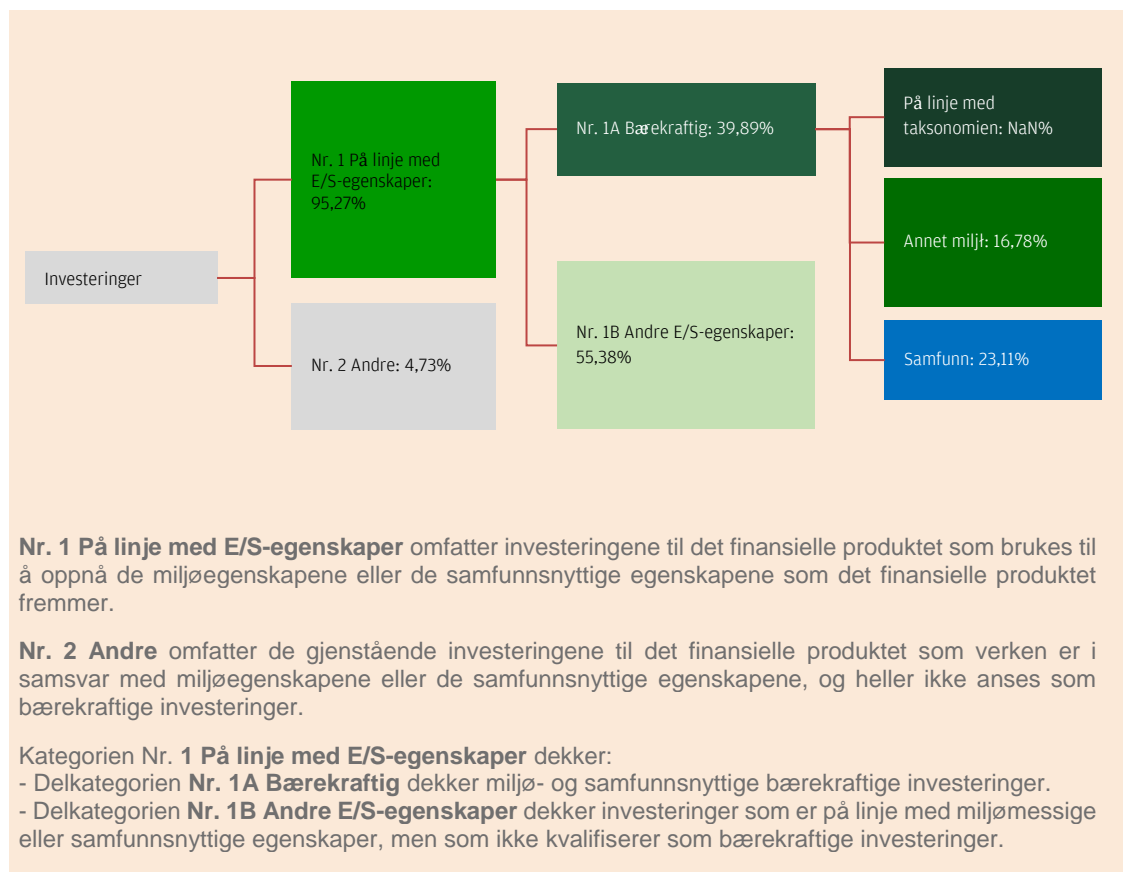 Investeringer
Nr. 1 På linje med
E/S-egenskaper:
95,27%
Nr. 2 Andre: 4,73%
Nr. 1A Bærekraftig: 39,89%
Nr. 1B Andre E/S-egenskaper:
55,38%
På linje med
taksonomien: NaN%
Annet miljł: 16,78%
Samfunn: 23,11%
Nr. 1 På linje med E/S-egenskaper omfatter investeringene til det finansielle produktet som brukes til
å oppnå de miljøegenskapene eller de samfunnsnyttige egenskapene som det finansielle produktet
fremmer.
Nr. 2 Andre omfatter de gjenstående investeringene til det finansielle produktet som verken er i
samsvar med miljøegenskapene eller de samfunnsnyttige egenskapene, og heller ikke anses som
bærekraftige investeringer.
Kategorien Nr. 1 På linje med E/S-egenskaper dekker:
- Delkategorien Nr. 1A Bærekraftig dekker miljø- og samfunnsnyttige bærekraftige investeringer.
- Delkategorien Nr. 1B Andre E/S-egenskaper dekker investeringer som er på linje med miljømessige
eller samfunnsnyttige egenskaper, men som ikke kvalifiserer som bærekraftige investeringer.